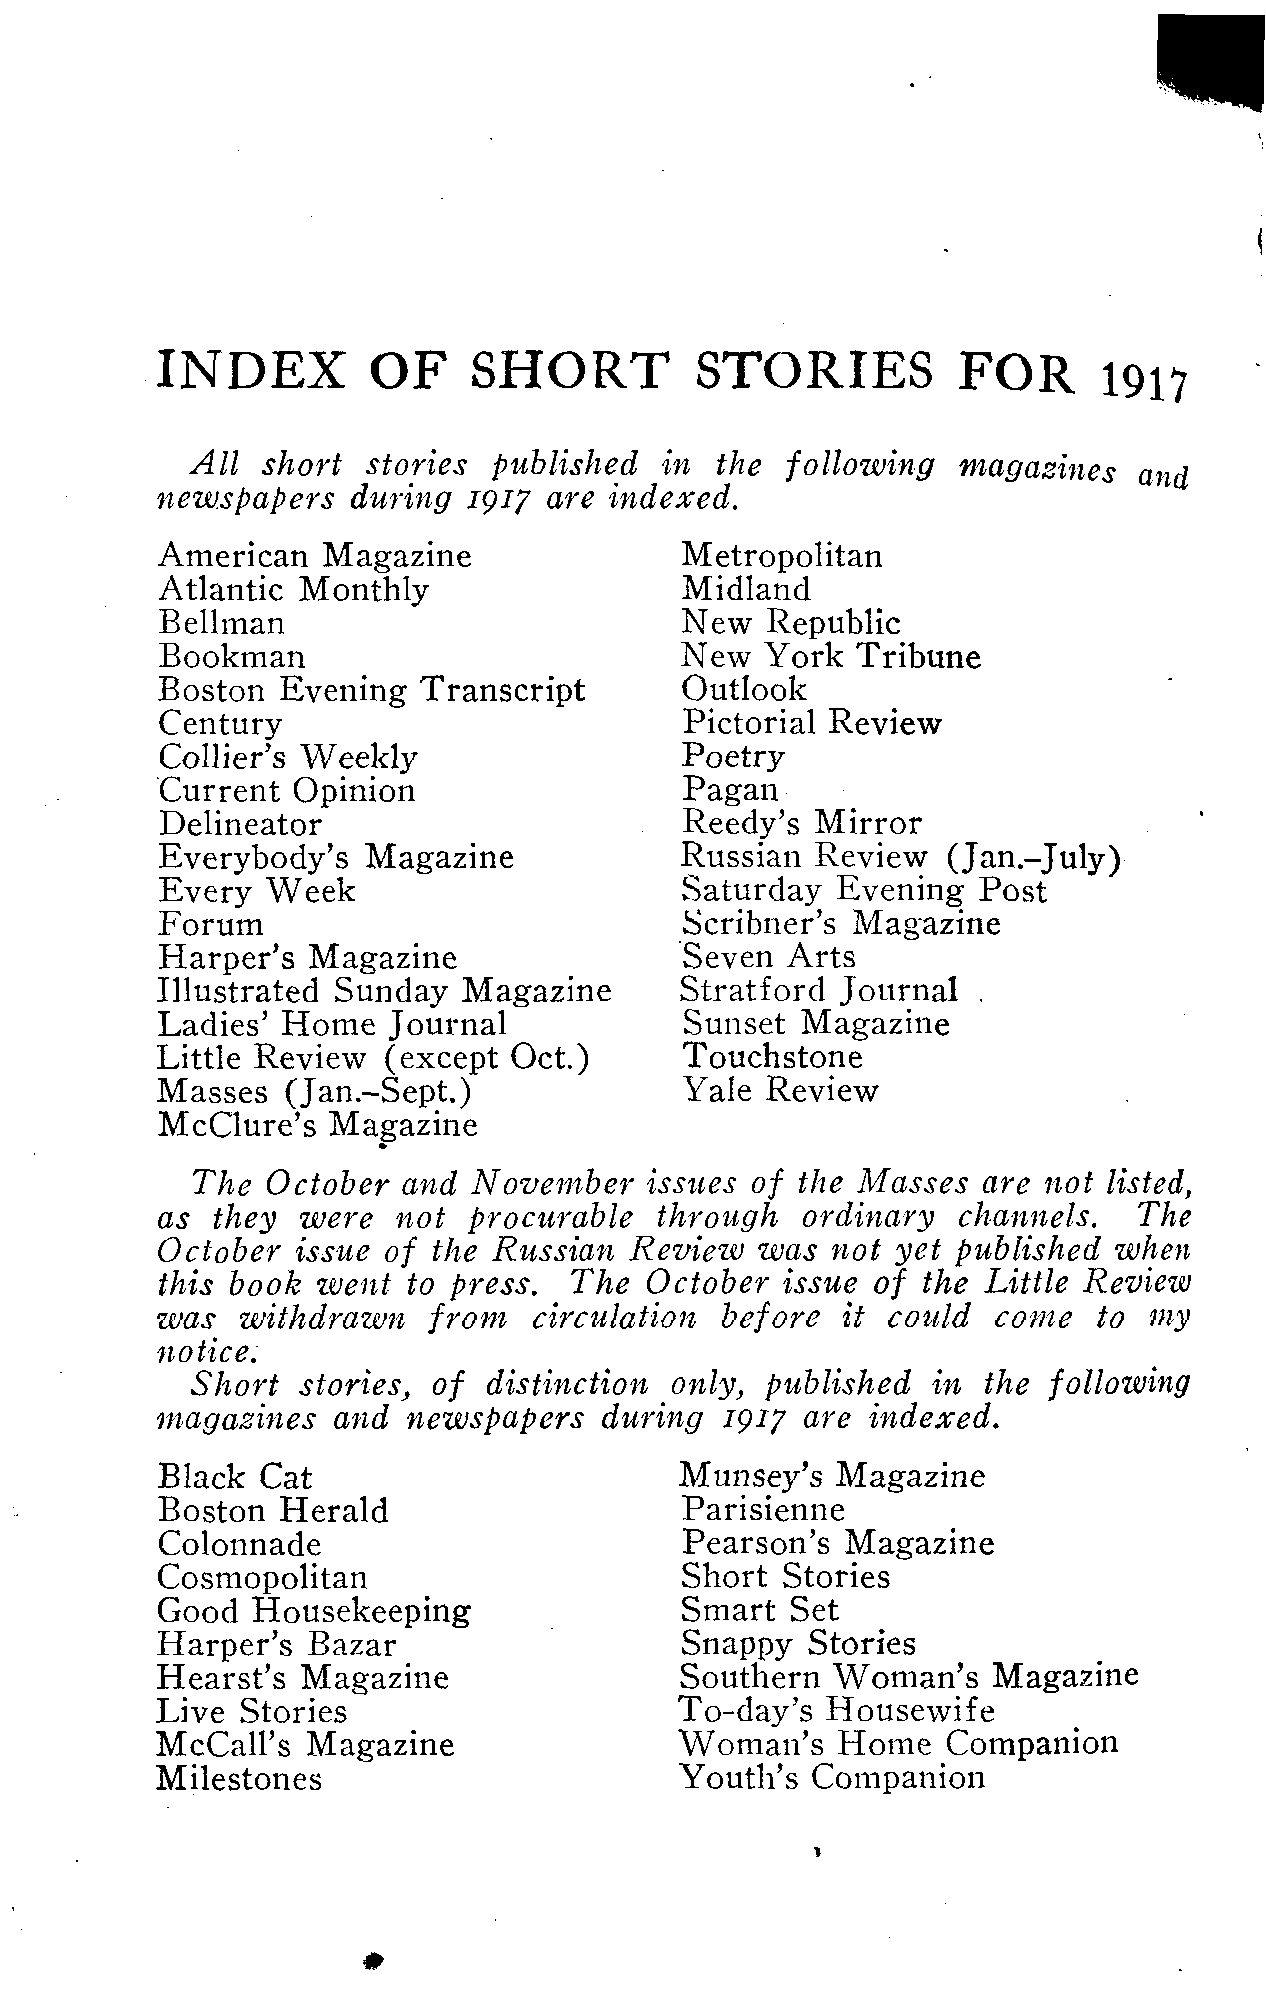 INDEX OF SHORT STORIES FOR 1917
All short stories published in the following magazines and
newspapers during 1917 are indexed.
American Magazine
Atlantic Monthly
Bellman
Bookman
Boston Evening Transcript
Century
Collier's Weekly
Current Opinion
Delineator
Everybody's Magazine
Every Week
Forum
Harper's Magazine
Illustrated Sunday Magazine
Ladies' Home Journal
Little Review (except Oct.)
Masses (Jan.–Sept.)
McClure's Magazine
Metropolitan
Midland
New Republic
New York Tribune
Outlook
Pictorial Review
Poetry
Pagan
Reedy's Mirror
Russian Review (Jan.–July)
Saturday Evening Post
Scribner's Magazine
Seven Arts
Stratford Journal
Sunset Magazine
Touchstone
Yale Review
The October and November issues of the Masses are not listed,
as they were not procurable through ordinary channels. The
October issue of the Russian Review was not yet published when
this book went to press. The October issue of the Little Review
was withdrawn from circulation before it could come to my
notice.
Short stories, of distinction only, published in the following
magazines and newspapers during 1917 are indexed.
Black Cat
Boston Herald
Colonnade
Cosmopolitan
Good Housekeeping
Harper's Bazar
Hearst's Magazine
Live Stories
McCall's Magazine
Milestones
Munsey's Magazine
Parisienne
Pearson's Magazine
Short Stories
Smart Set
Snappy Stories
Southern Woman's Magazine
To-day's Housewife
Woman's Home Companion
Youth's Companion